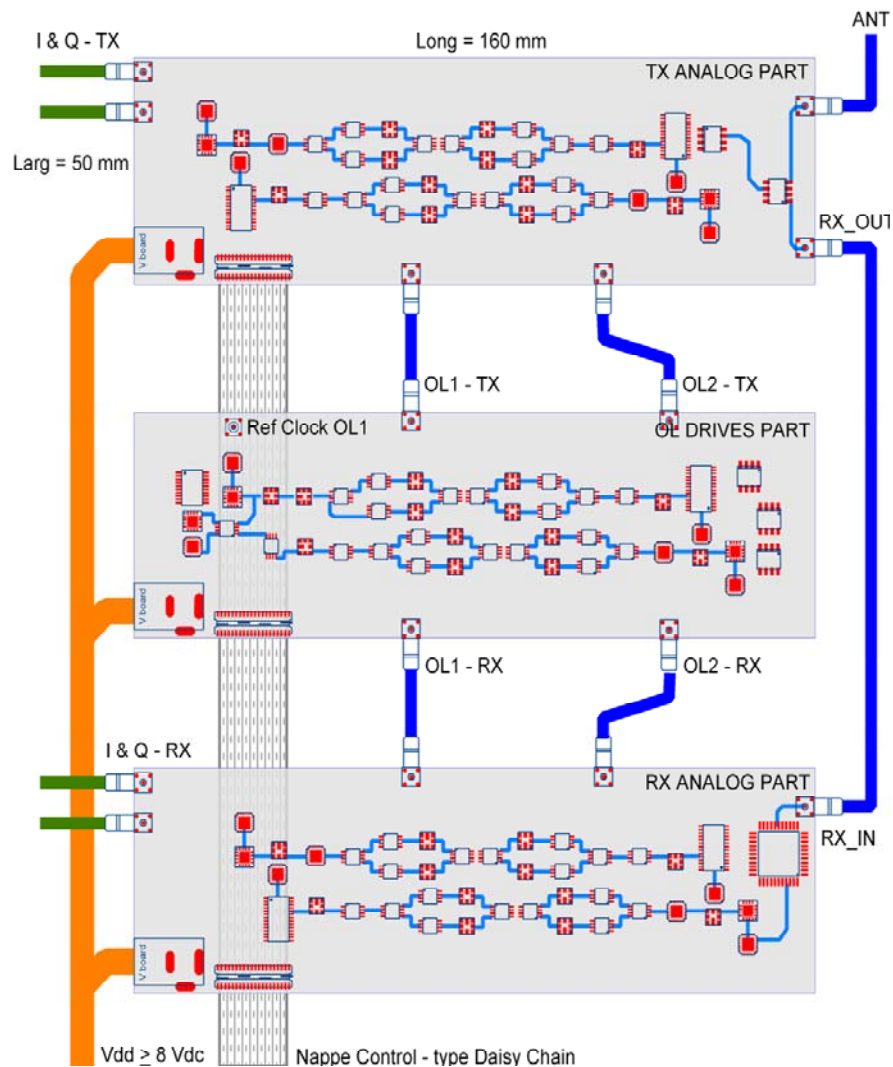 ANT
I & Q - TX
Long = 160 mm
TX ANALOG PART
Larg = 50 mm
RX_OUT
V board
OL1 - TX
OL2 - TX
Ref Clock OL1
OL DRIVES PART
V board
OL1 - RX
OL2 - RX
I & Q - RX
RX ANALOG PART
RX_IN
V board
Vdd ≥ 8 Vdc
Nappe Control - type Daisy Chain